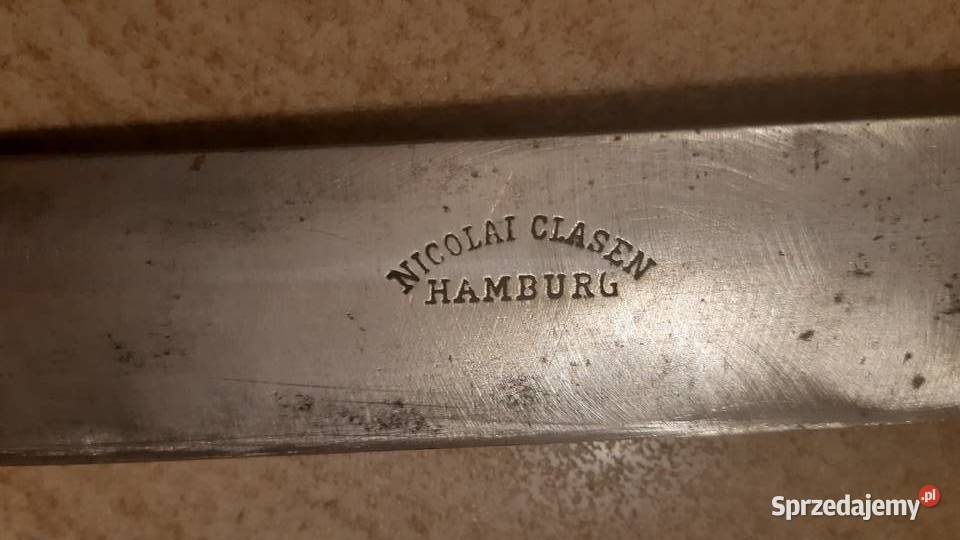 NICOLAI CLASEN
HAMBURG
Sprzedajemy.pl